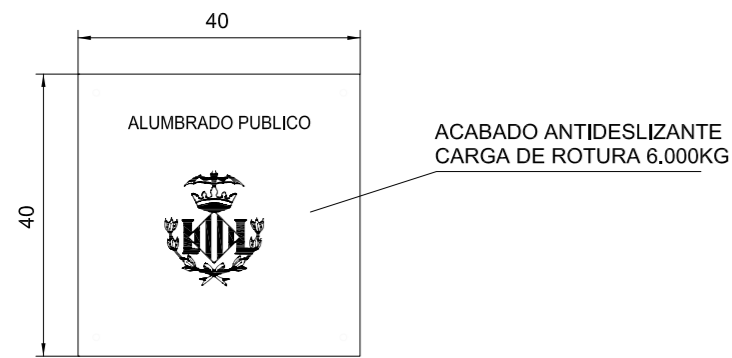 40
ALUMBRADO PUBLICO
ACABADO ANTIDESLIZANTE
CARGA DE ROTURA 6.000KG
40
L L